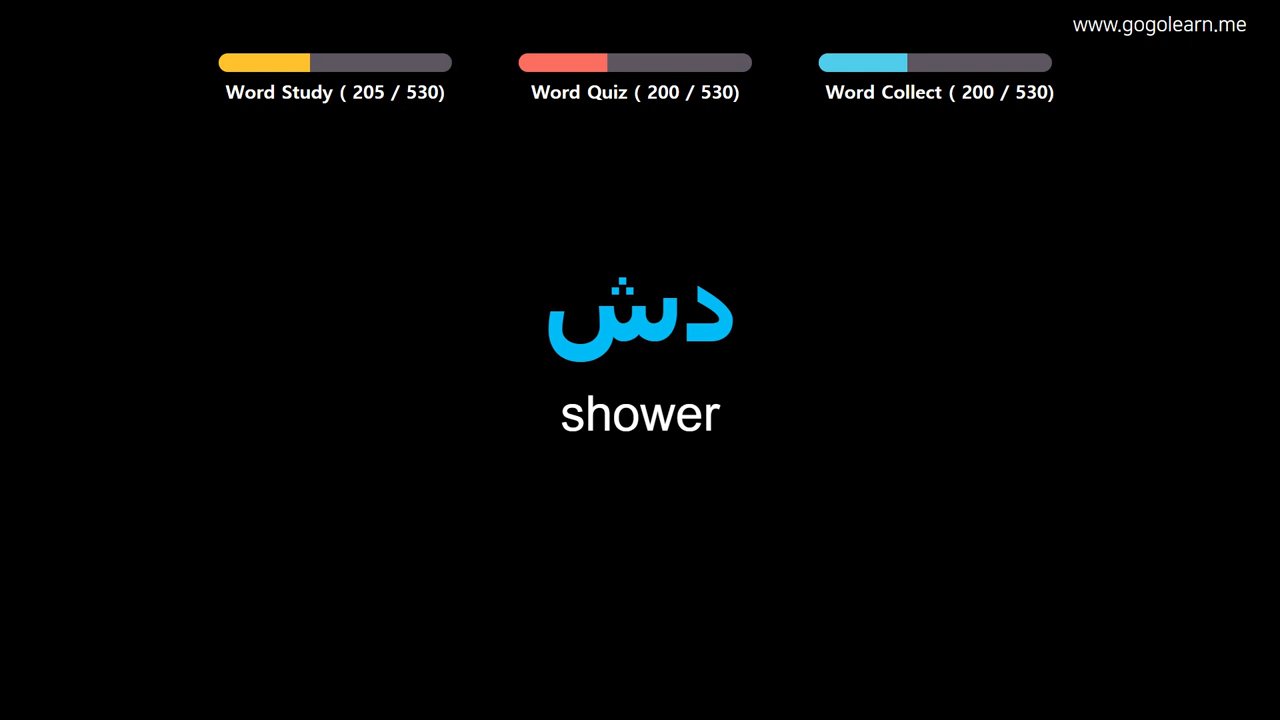 www.gogolearn.me
Word Study ( 205 / 530)
Word Quiz ( 200 / 530)
Word Collect ( 200 / 530)
دش
shower